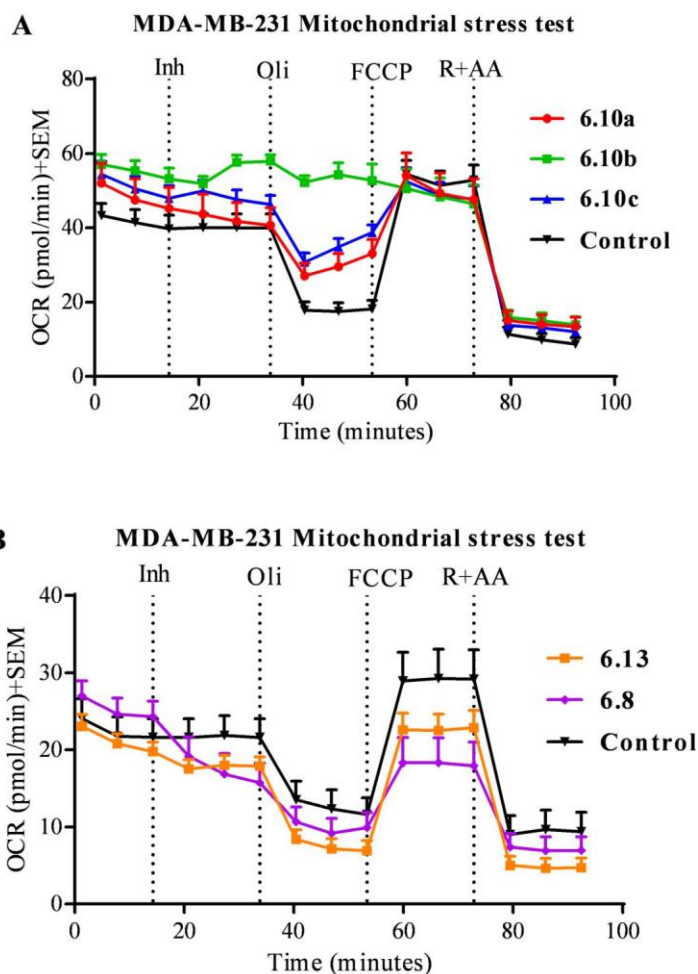 A
MDA-MB-231 Mitochondrial stress test
Inh Oli FCCP R+AA
80
60
40
20
0
OCR (pmol/min)+SEM
6.10a
6.10b
6.10c
Control
0 20 40 60 80 100
Time (minutes)
B
MDA-MB-231 Mitochondrial stress test
Inh Oli FCCP R+AA
40
30
20
10
0
OCR (pmol/min)+SEM
6.13
6.8
Control
0 20 40 60 80 100
Time (minutes)